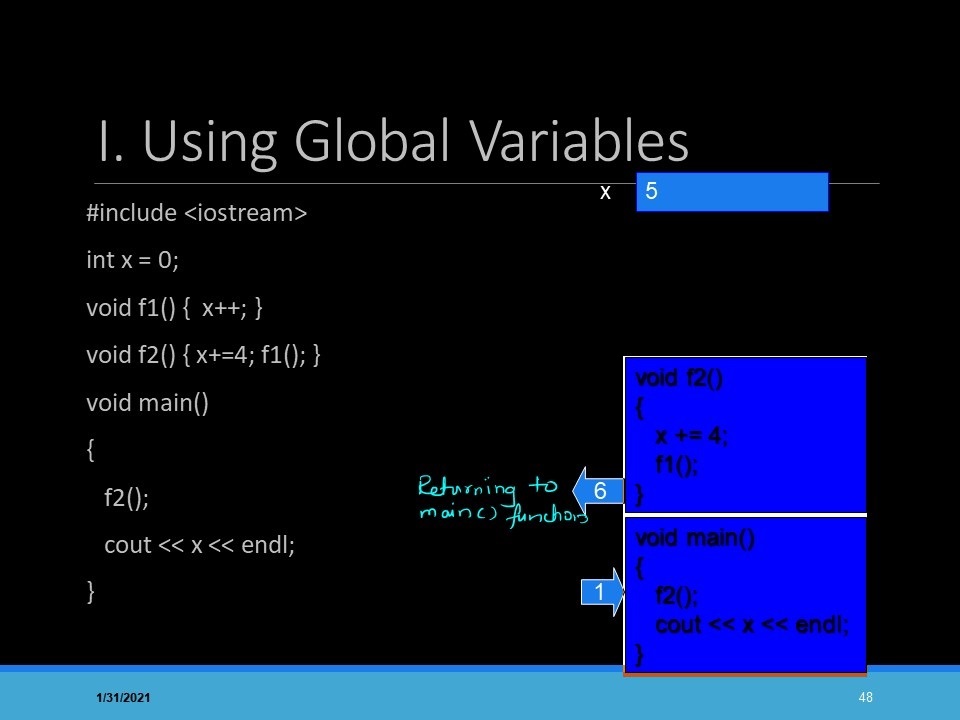 I. Using Global Variables
x 5
#include <iostream>
int x = 0;
void f1() { x++; }
void f2() { x+=4; f1(); }
void main()
{
f2();
cout << x << endl;
}
void f2()
{
x += 4;
f1();
}
6
Returning to
main() function
void main()
{
f2();
cout << x << endl;
}
1
1/31/2021
48